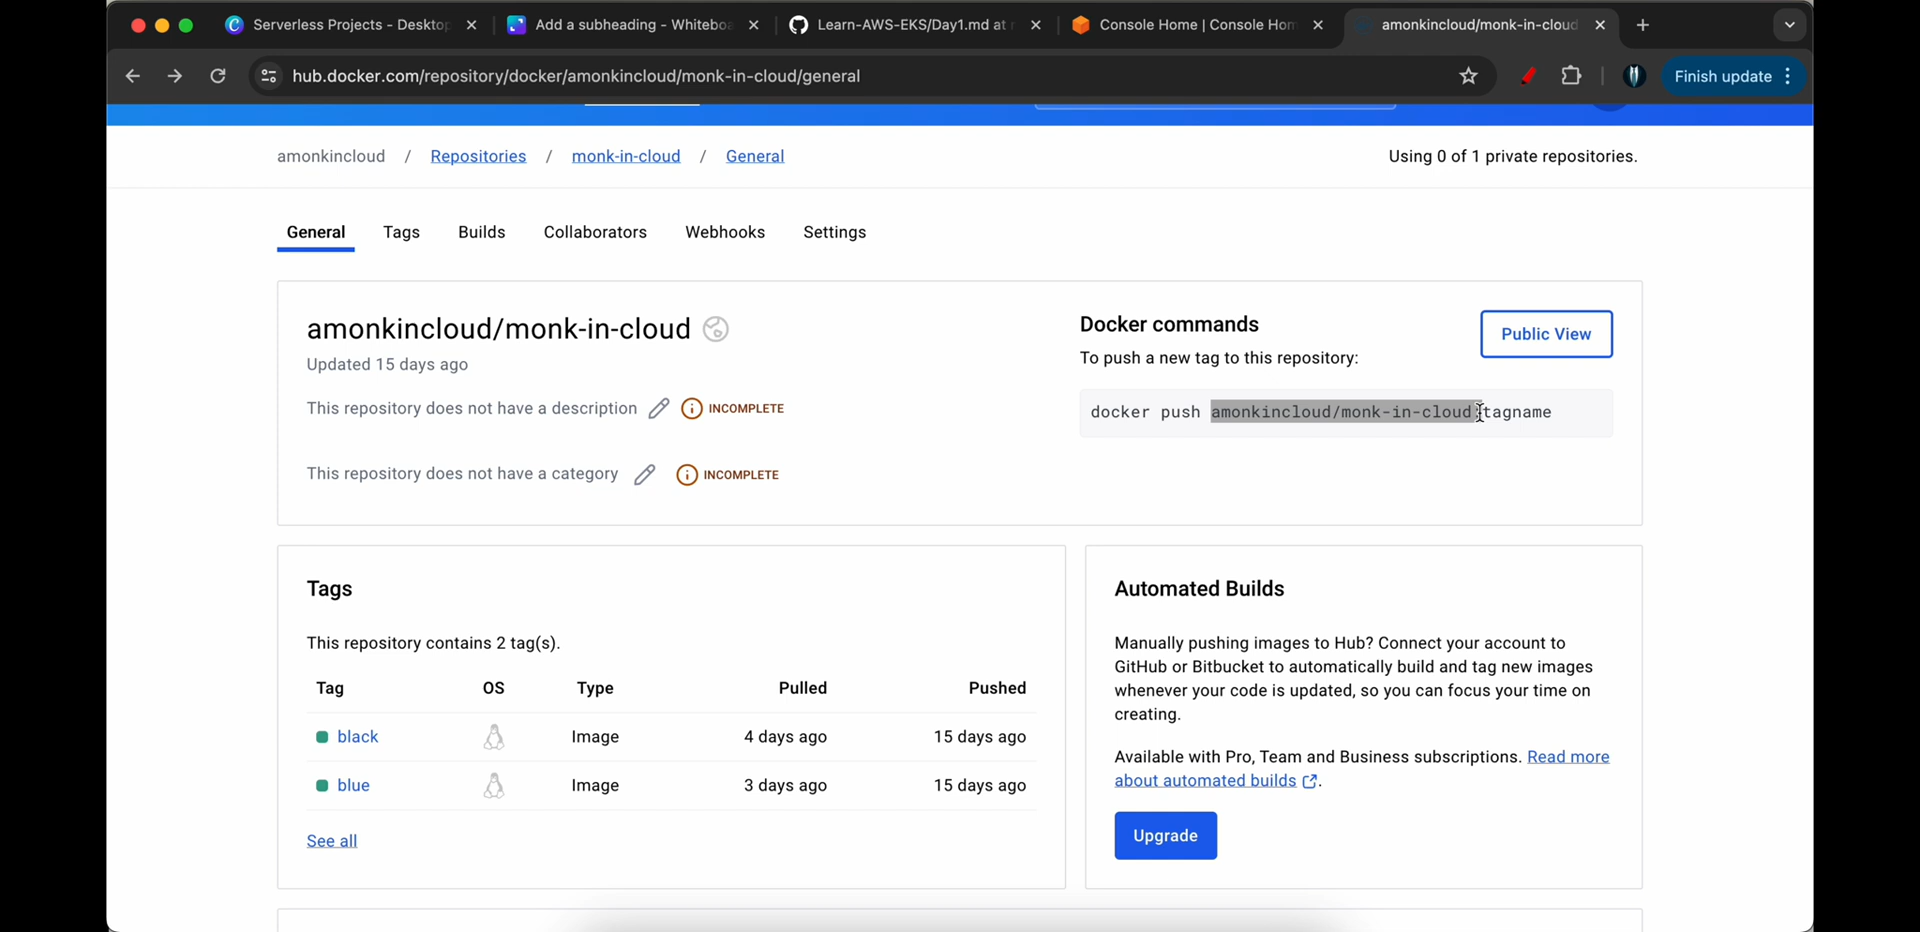 Serverless Projects - Desktop
Add a subheading - Whiteboa
Learn-AWS-EKS/Day1.md at
Console Home | Console Hom
amonkincloud/monk-in-cloud
hub.docker.com/repository/docker/amonkincloud/monk-in-cloud/general
Finish update
amonkincloud / Repositories / monk-in-cloud / General
Using 0 of 1 private repositories.
General Tags Builds Collaborators Webhooks Settings
amonkincloud/monk-in-cloud
Updated 15 days ago
This repository does not have a description INCOMPLETE
This repository does not have a category INCOMPLETE
Docker commands
Public View
To push a new tag to this repository:
docker push amonkincloud/monk-in-cloud:tagname
Tags
This repository contains 2 tag(s).
Tag OS Type Pulled Pushed
black Image 4 days ago 15 days ago
blue Image 3 days ago 15 days ago
See all
Automated Builds
Manually pushing images to Hub? Connect your account to
GitHub or Bitbucket to automatically build and tag new images
whenever your code is updated, so you can focus your time on
creating.
Available with Pro, Team and Business subscriptions. Read more
about automated builds .
Upgrade